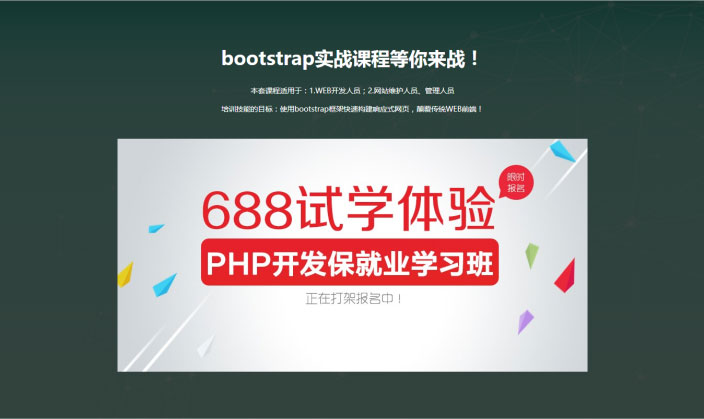 bootstrap实战课程等你来战！
本套课程适用于：1.WEB开发人员；2.网站维护人员、管理人员
培训技能的目标：使用bootstrap框架快速构建响应式网页，颠覆传统WEB前端！
限时
报名
688试学体验
PHP开发保就业学习班
正在打架报名中！